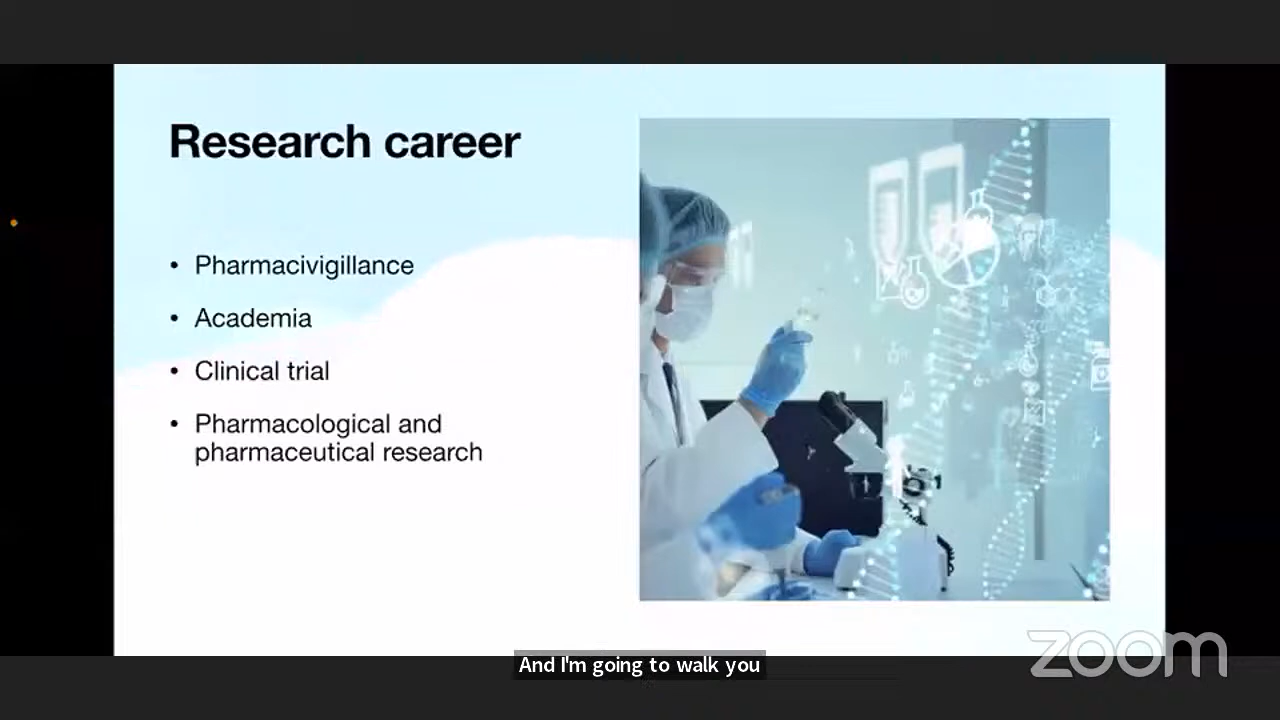 Research career
• Pharmacivigillance
• Academia
• Clinical trial
• Pharmacological and
pharmaceutical research
And I'm going to walk you
zoom